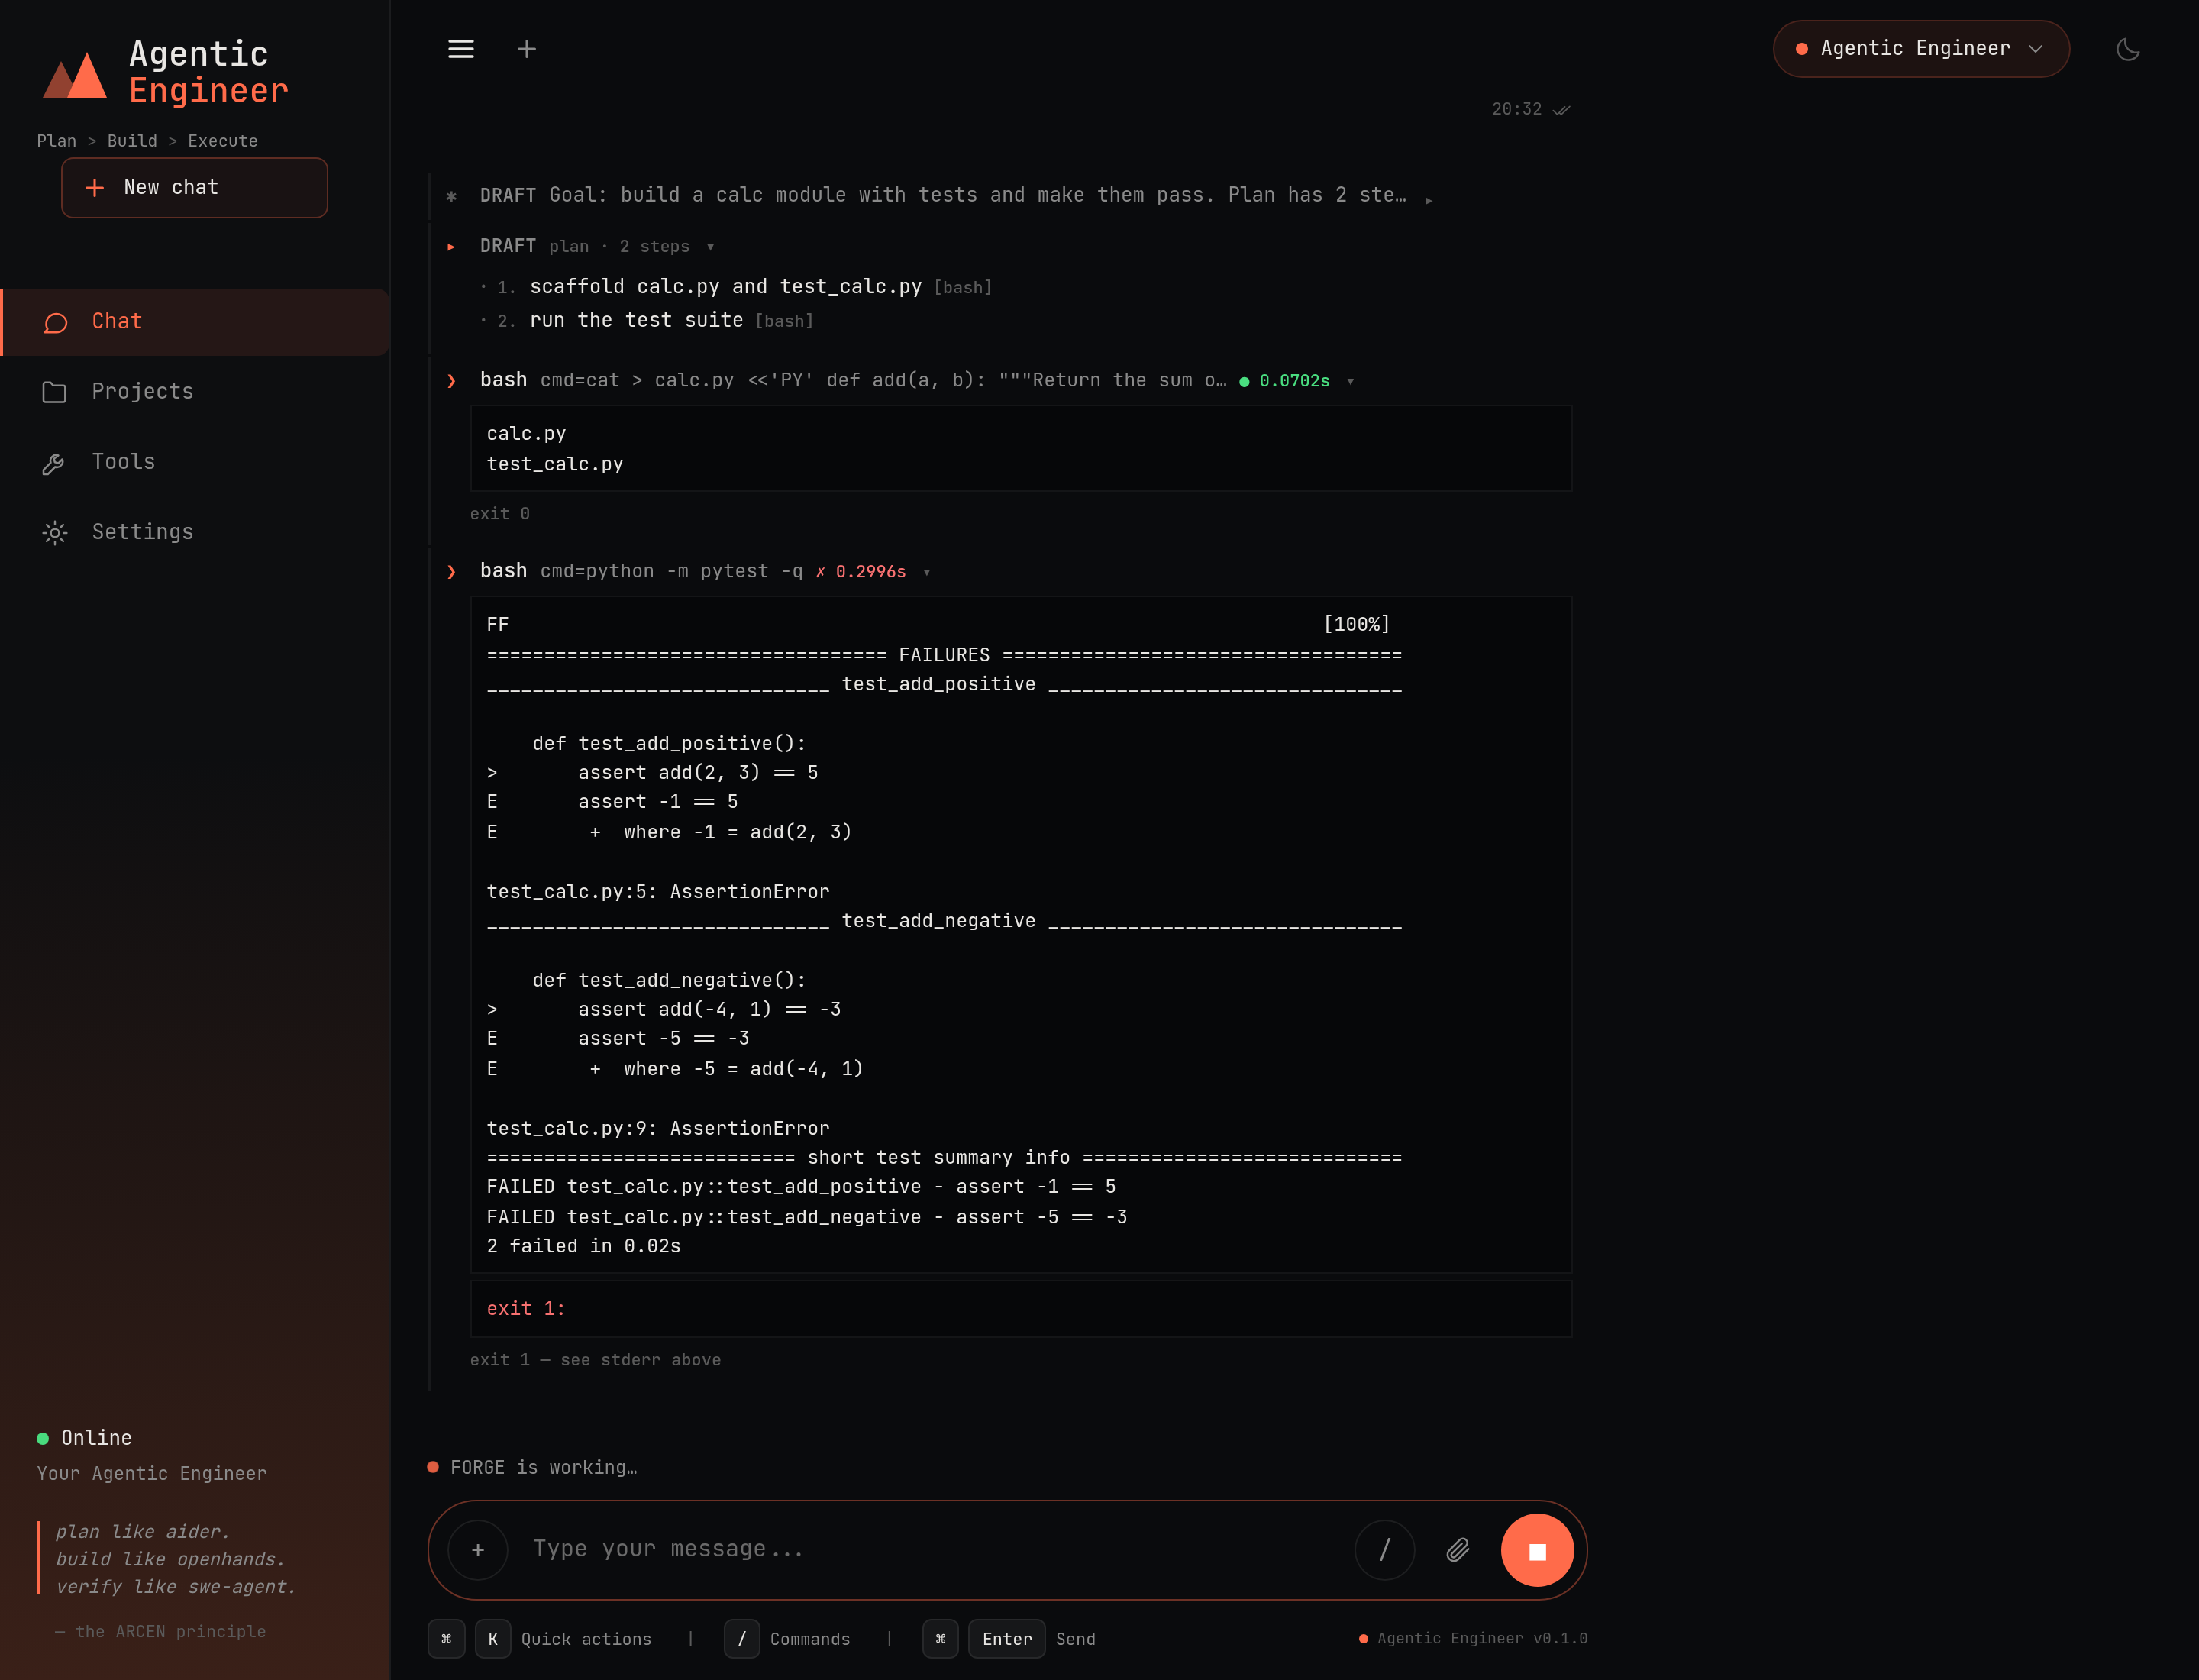 Agentic
Engineer
Plan > Build > Execute
New chat
Chat
Projects
Tools
Settings
Online
Your Agentic Engineer
plan like aider.
build like openhands.
verify like swe-agent.
— the ARCEN principle
Agentic Engineer
20:32
DRAFT Goal: build a calc module with tests and make them pass. Plan has 2 ste…
DRAFT plan · 2 steps
· 1. scaffold calc.py and test_calc.py [bash]
· 2. run the test suite [bash]
❯ bash cmd=cat > calc.py <<'PY' def add(a, b): """Return the sum o… ● 0.0702s
calc.py
test_calc.py
exit 0
❯ bash cmd=python -m pytest -q ✗ 0.2996s
FF                                                                       [100%]
=================================== FAILURES ===================================
______________________________ test_add_positive _______________________________
    def test_add_positive():
>       assert add(2, 3) == 5
E       assert -1 == 5
E        +  where -1 = add(2, 3)
test_calc.py:5: AssertionError
______________________________ test_add_negative _______________________________
    def test_add_negative():
>       assert add(-4, 1) == -3
E       assert -5 == -3
E        +  where -5 = add(-4, 1)
test_calc.py:9: AssertionError
=========================== short test summary info ============================
FAILED test_calc.py::test_add_positive - assert -1 == 5
FAILED test_calc.py::test_add_negative - assert -5 == -3
2 failed in 0.02s
exit 1:
exit 1 — see stderr above
FORGE is working…
+ Type your message... /
⌘ K Quick actions | / Commands | ⌘ Enter Send
Agentic Engineer v0.1.0